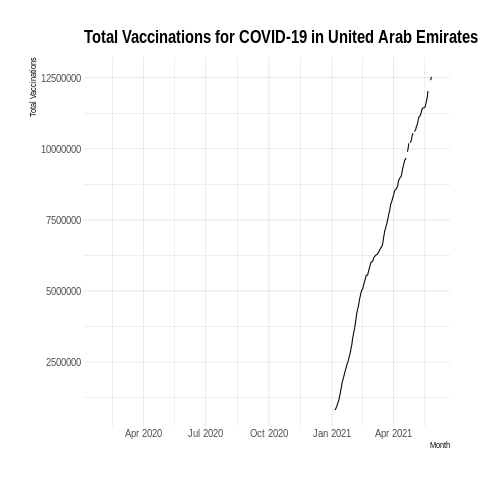 Total Vaccinations for COVID-19 in United Arab Emirates
Total Vaccinations
12500000
10000000
7500000
5000000
2500000
Apr 2020 Jul 2020 Oct 2020 Jan 2021 Apr 2021
Month